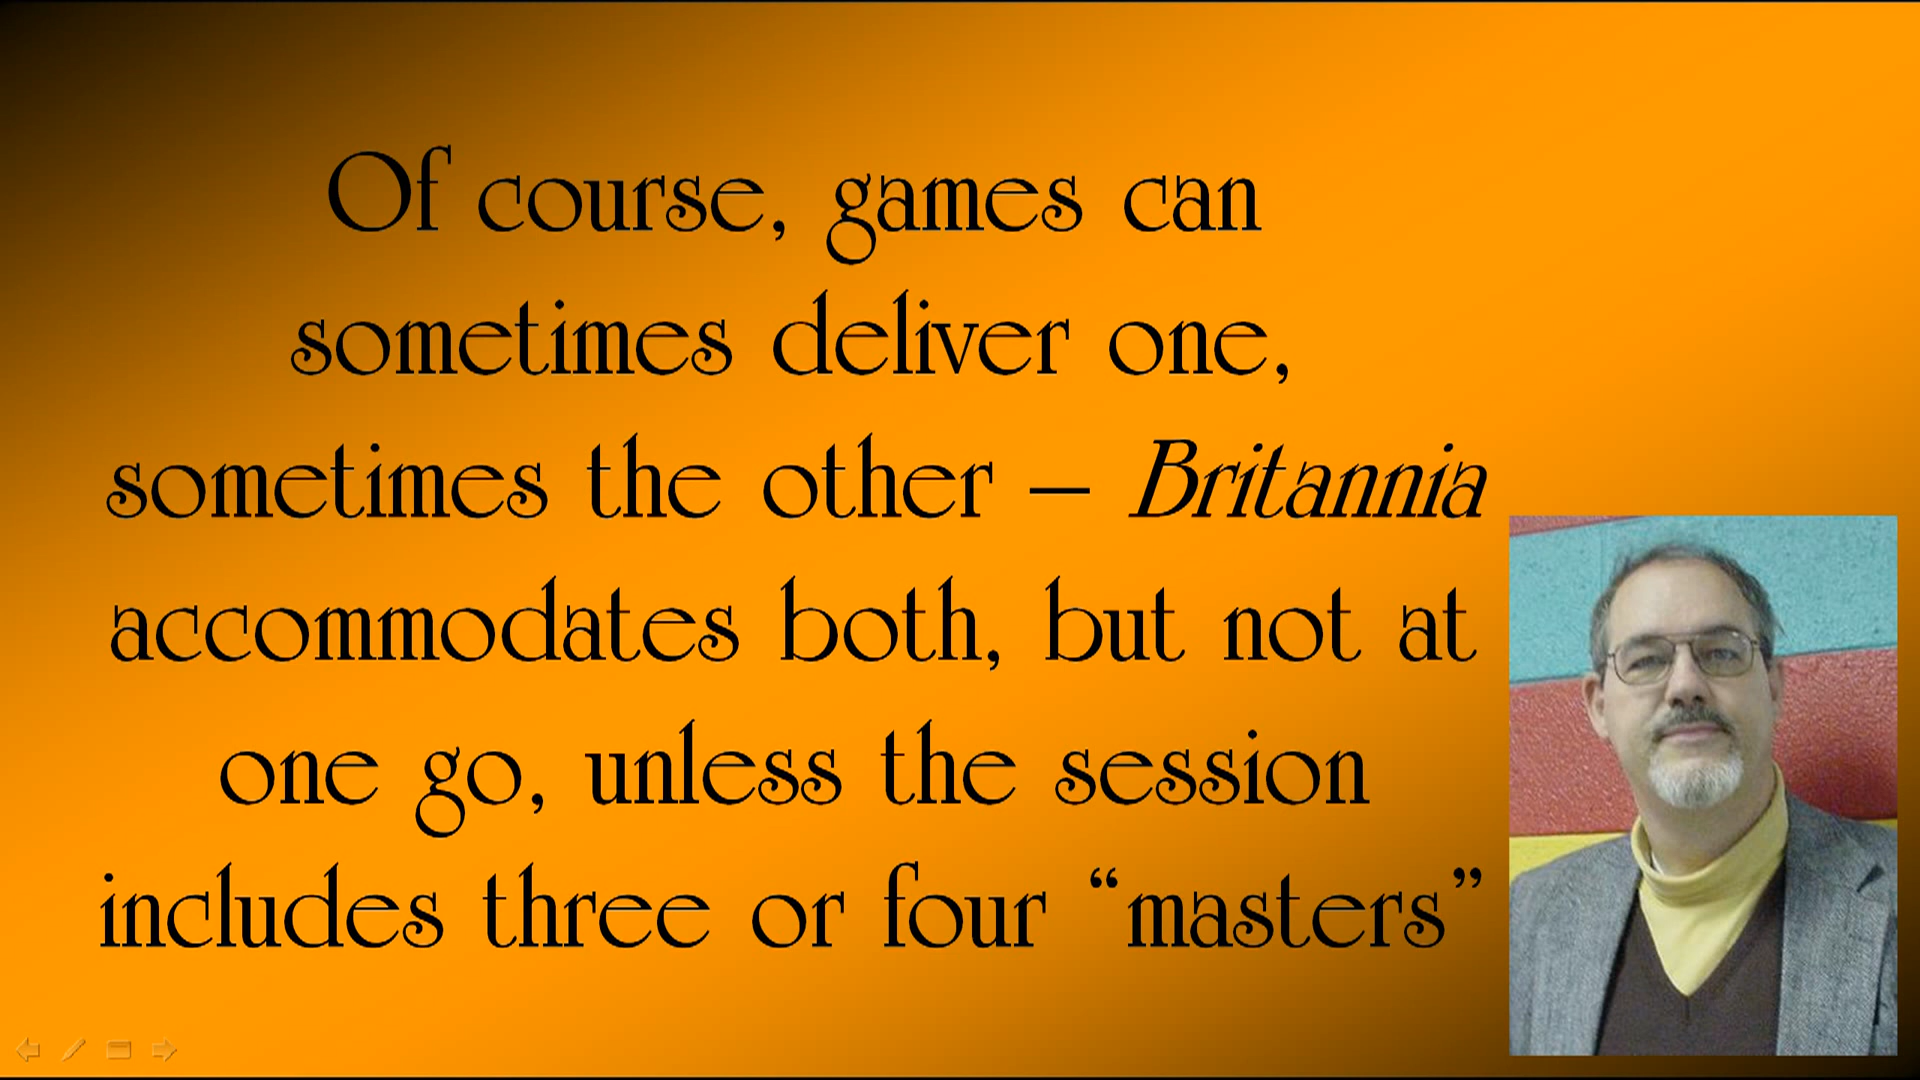 Of course, games can
sometimes deliver one,
sometimes the other – Britannia
accommodates both, but not at
one go, unless the session
includes three or four “masters”